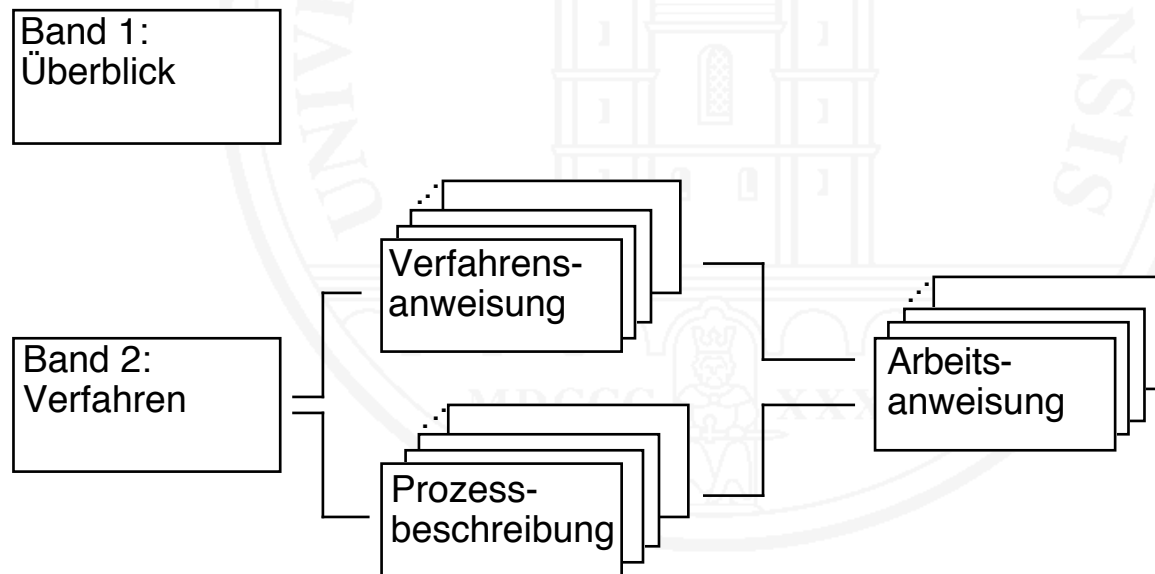 Band 1:
Überblick
Verfahrens-
anweisung
Band 2:
Verfahren
Arbeits-
anweisung
Prozess-
beschreibung